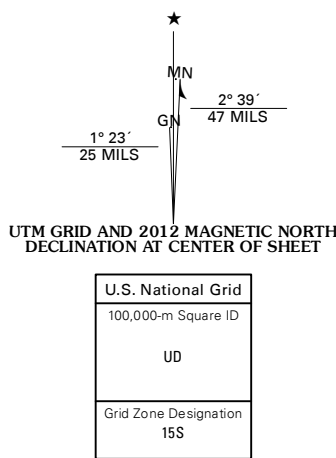 MN
GN
2° 39´
47 MILS
1° 23´
25 MILS
UTM GRID AND 2012 MAGNETIC NORTH
DECLINATION AT CENTER OF SHEET
U.S. National Grid
100,000-m Square ID
UD
Grid Zone Designation
15S